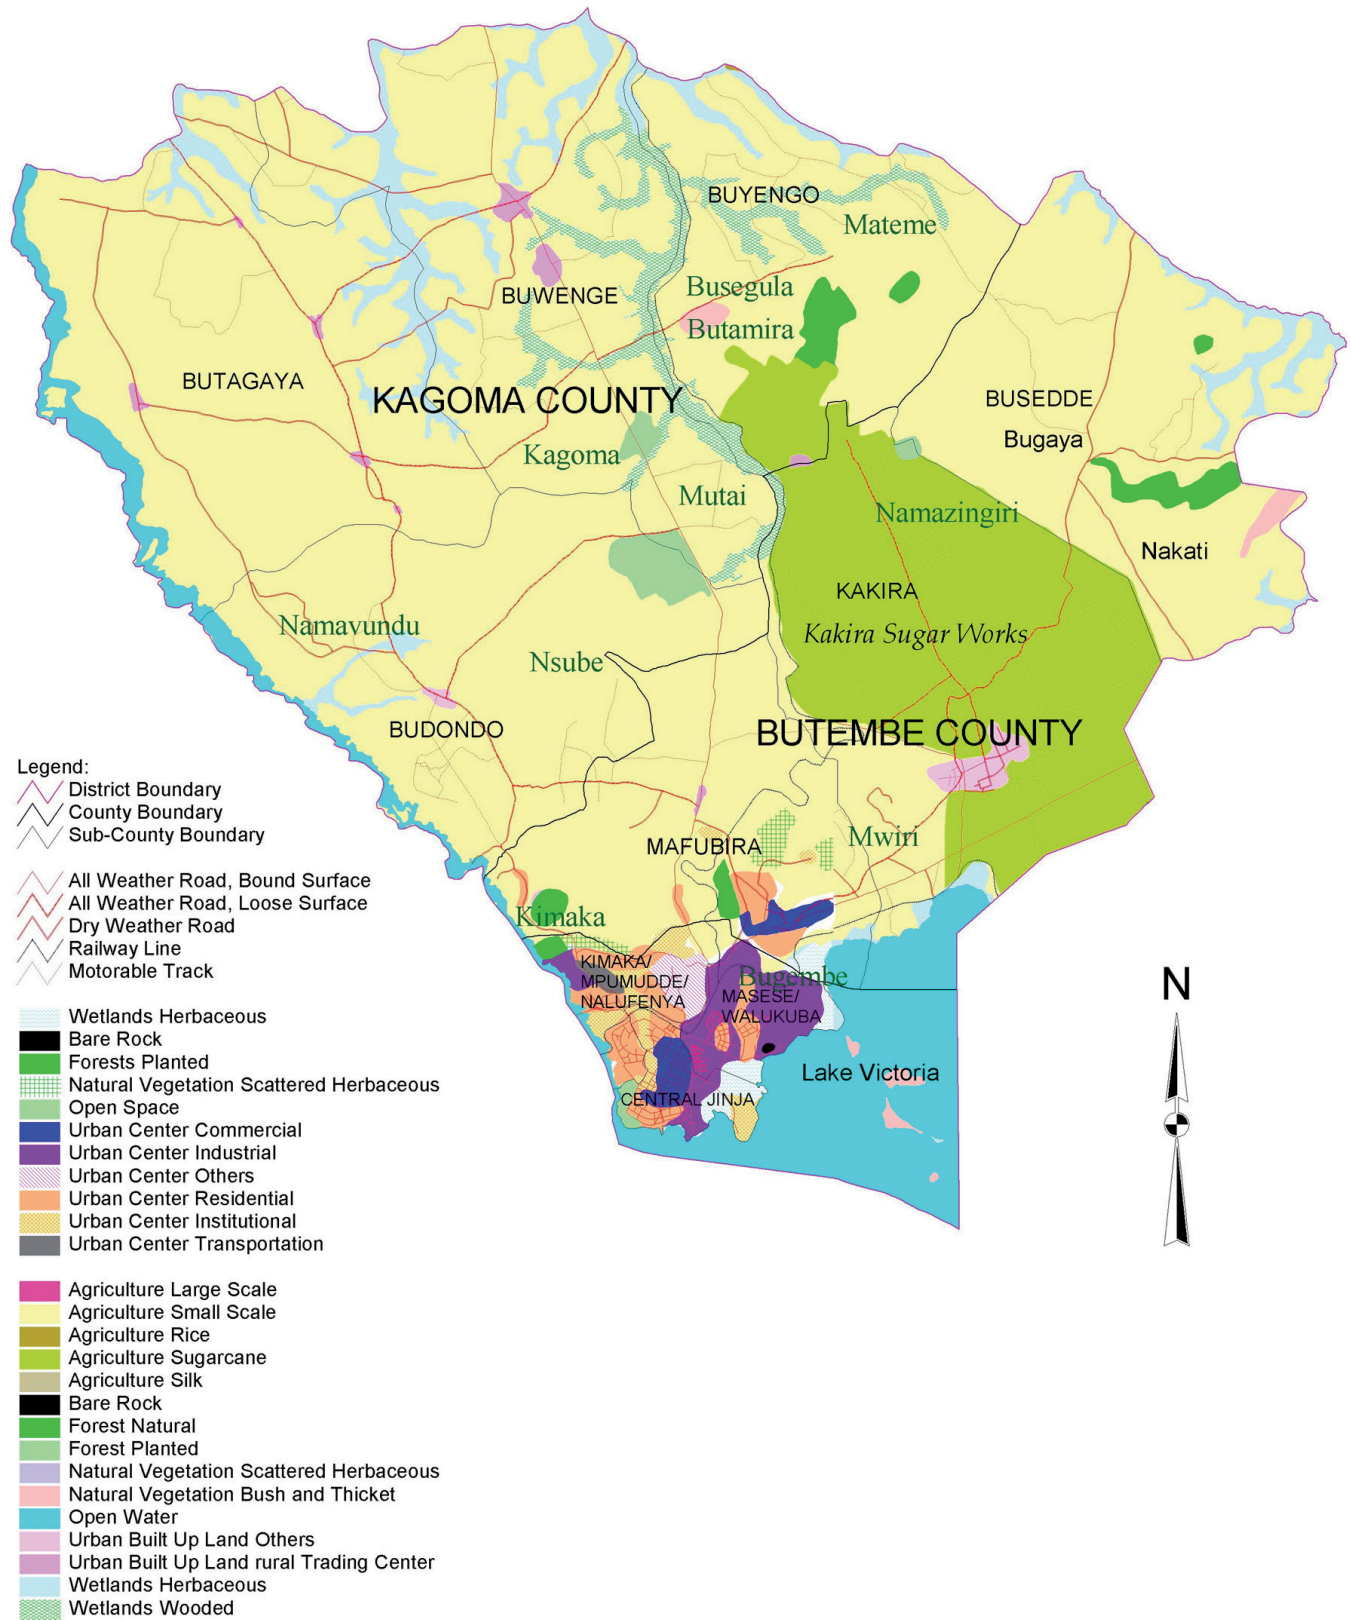 BUYENGO
Mateme
Busegula
BUWENGE
Butamira
BUTAGAYA
KAGOMA COUNTY
BUSEDDE
Bugaya
Kagoma
Mutai
Namazingiri
Nakati
KAKIRA
Kakira Sugar Works
Namavundu
Nsube
BUDONDO
BUTEMBE COUNTY
MAFUBIRA
Mwiri
Kimaka
KIMAKA/
MPUMUDDE/
NALUFENYA
Bugembe
MASESE/
WALUKUBA
Lake Victoria
CENTRAL JINJA
N
Legend:
District Boundary
County Boundary
Sub-County Boundary
All Weather Road, Bound Surface
All Weather Road, Loose Surface
Dry Weather Road
Railway Line
Motorable Track
Wetlands Herbaceous
Bare Rock
Forests Planted
Natural Vegetation Scattered Herbaceous
Open Space
Urban Center Commercial
Urban Center Industrial
Urban Center Others
Urban Center Residential
Urban Center Institutional
Urban Center Transportation
Agriculture Large Scale
Agriculture Small Scale
Agriculture Rice
Agriculture Sugarcane
Agriculture Silk
Bare Rock
Forest Natural
Forest Planted
Natural Vegetation Scattered Herbaceous
Natural Vegetation Bush and Thicket
Open Water
Urban Built Up Land Others
Urban Built Up Land rural Trading Center
Wetlands Herbaceous
Wetlands Wooded